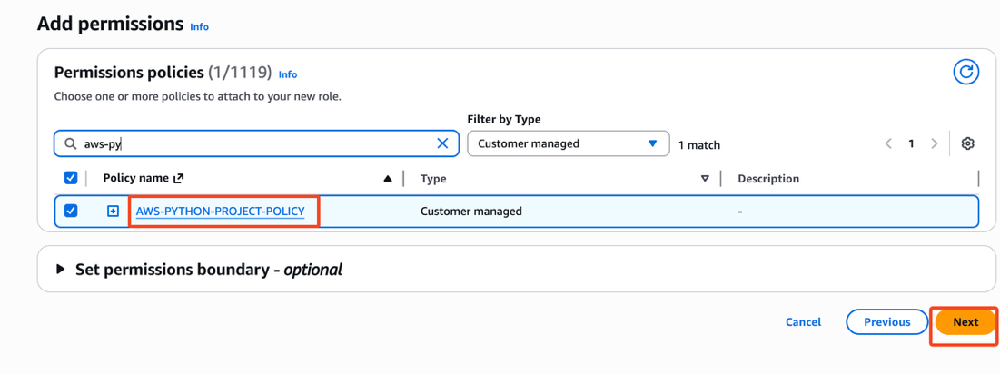 Add permissions Info
Permissions policies (1/1119) Info
Choose one or more policies to attach to your new role.
Filter by Type
aws-py Customer managed 1 match 1
Policy name Type Description
AWS-PYTHON-PROJECT-POLICY Customer managed -
Set permissions boundary - optional
Cancel Previous Next